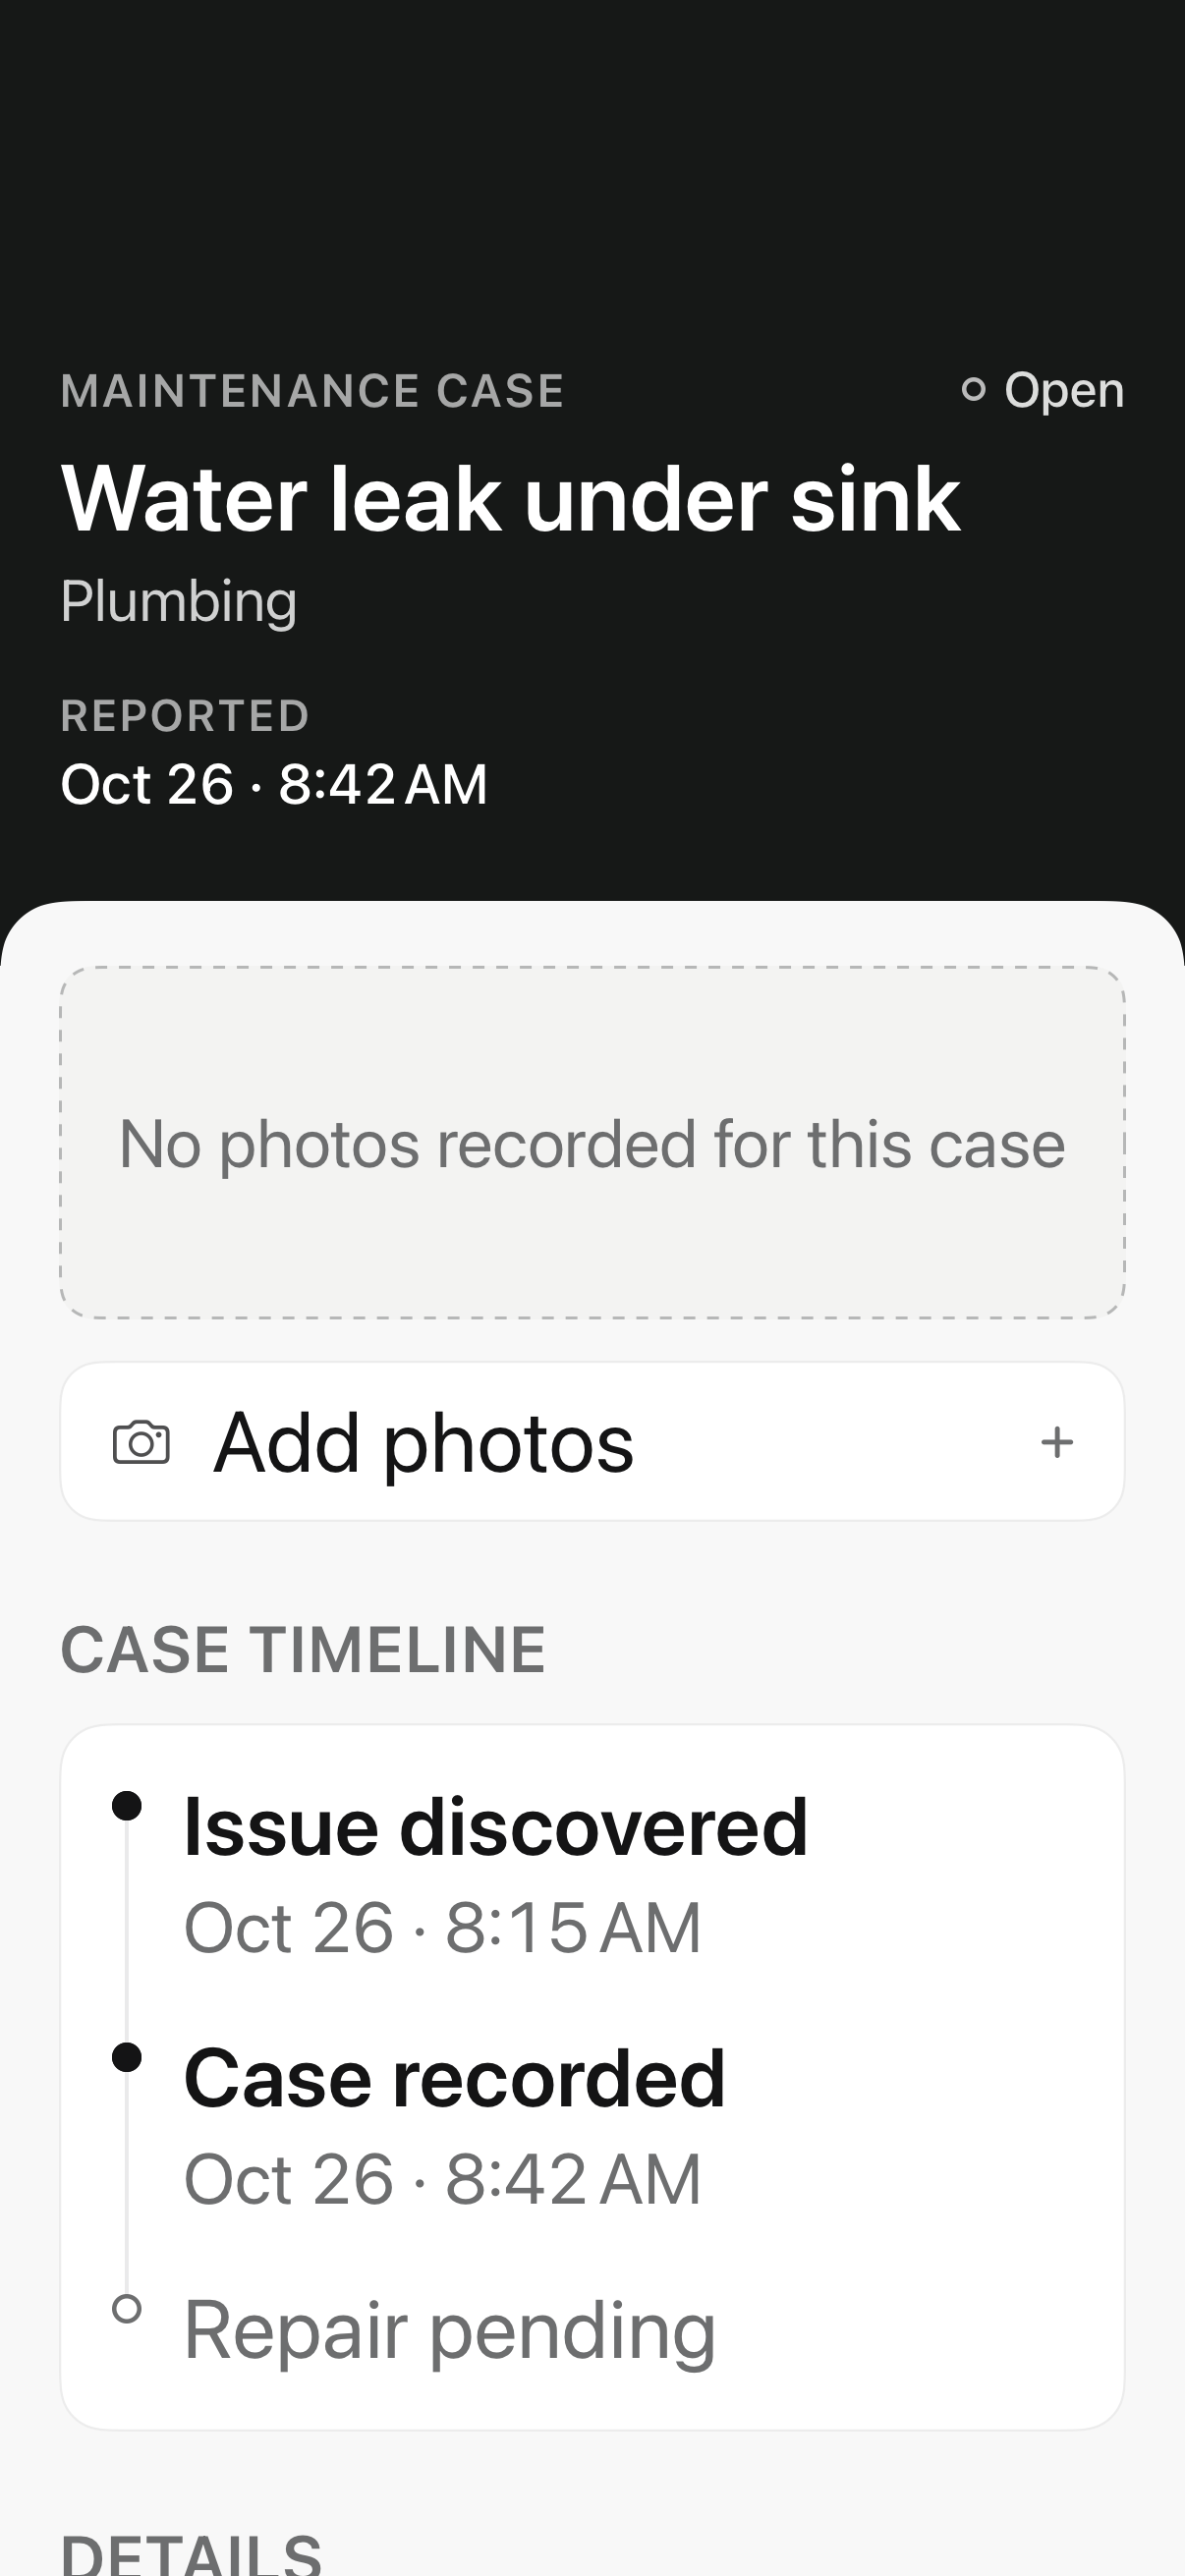 MAINTENANCE CASE
Open
Water leak under sink
Plumbing
REPORTED
Oct 26 · 8:42 AM
No photos recorded for this case
Add photos
CASE TIMELINE
Issue discovered
Oct 26 · 8:15 AM
Case recorded
Oct 26 · 8:42 AM
Repair pending
DETAILS